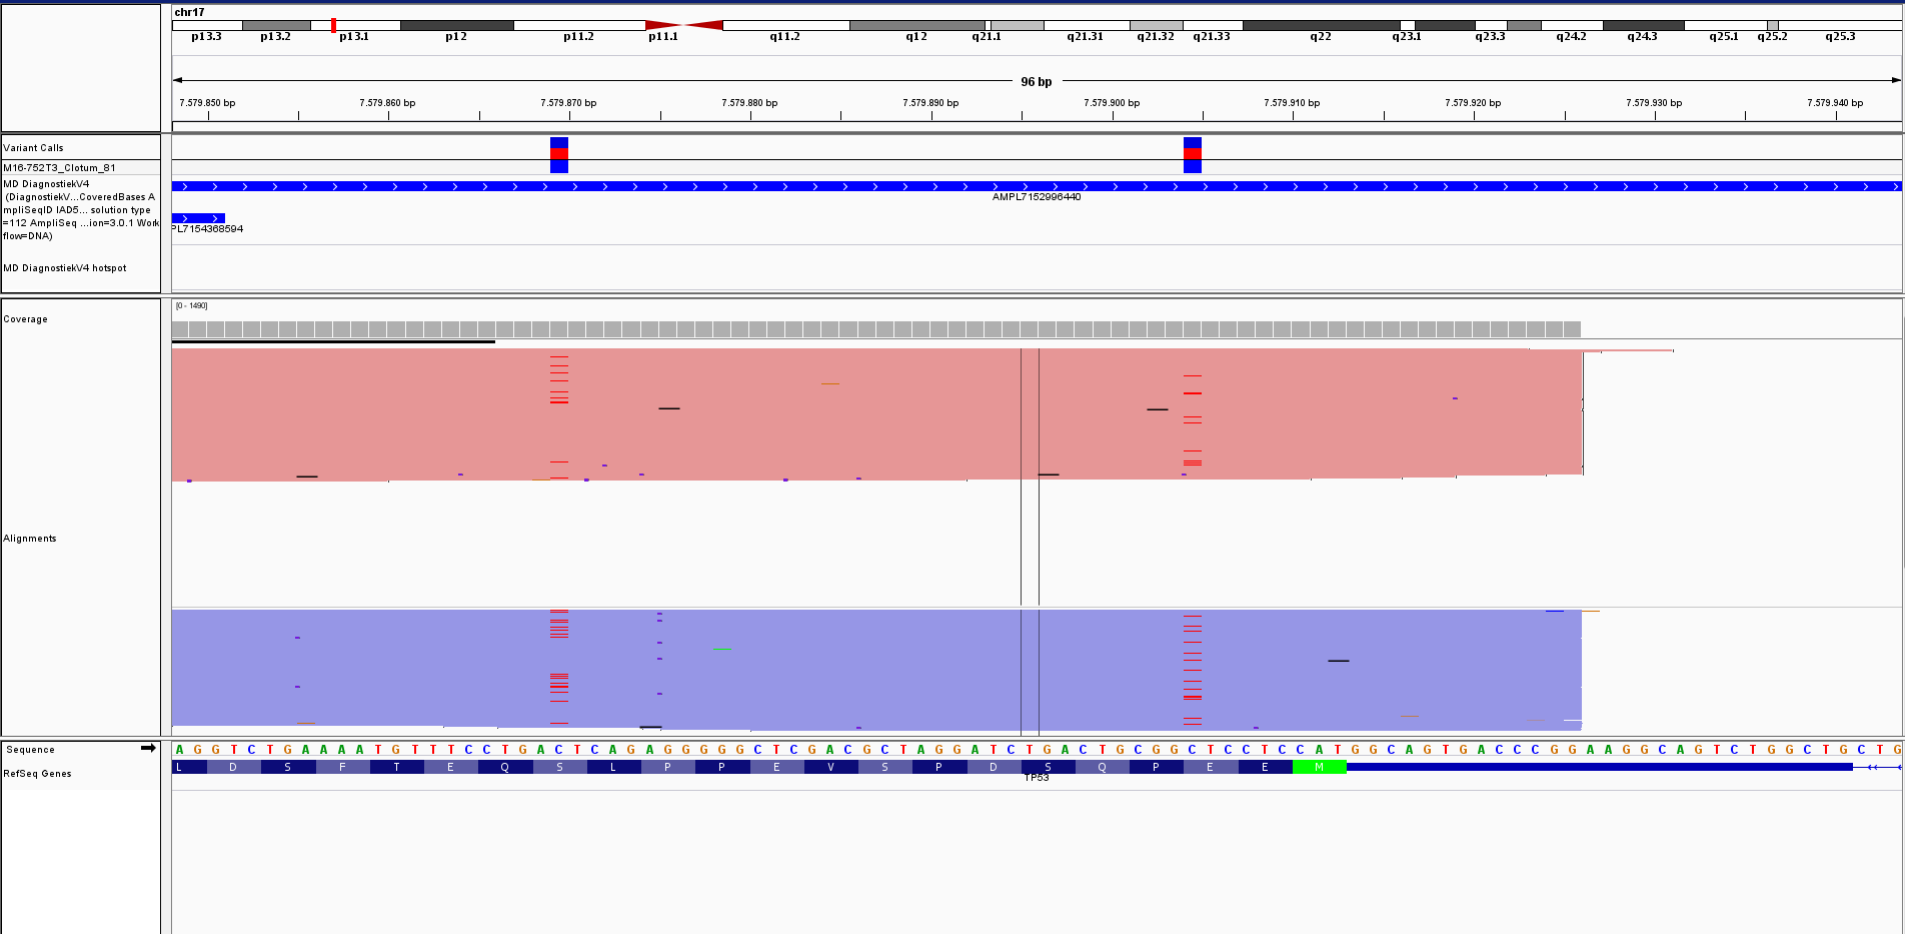 chr17
p13.3 p13.2 p13.1 p12 p11.2 p11.1 q11.2 q12 q21.1 q21.31 q21.32 q21.33 q22 q23.1 q23.3 q24.2 q24.3 q25.1 q25.2 q25.3
96 bp
7.579.850 bp 7.579.860 bp 7.579.870 bp 7.579.880 bp 7.579.890 bp 7.579.900 bp 7.579.910 bp 7.579.920 bp 7.579.930 bp 7.579.940 bp
Variant Calls
M16-752T3_Clotum_81
MD DiagnostiekV4
(DiagnostiekV...CoveredBases A
mpliSeqID IAD5... solution type
=112 AmpliSeq ...ion=3.0.1 Work
flow=DNA)
AMPL7152996440
PL7154368594
MD DiagnostiekV4 hotspot
[0 - 1490]
Coverage
Alignments
Sequence
A G G T C T G A A A A T G T T T C C T G A C T C A G A G G G G G C T C G A C G C T A G G A T C T G A C T G C G G C T C C T C C A T G G C A G T G A C C C G G A A G G C A G T C T G G C T G C T G
RefSeq Genes
L D S F T E Q S L P P E V S P D S Q P E E M
TP53